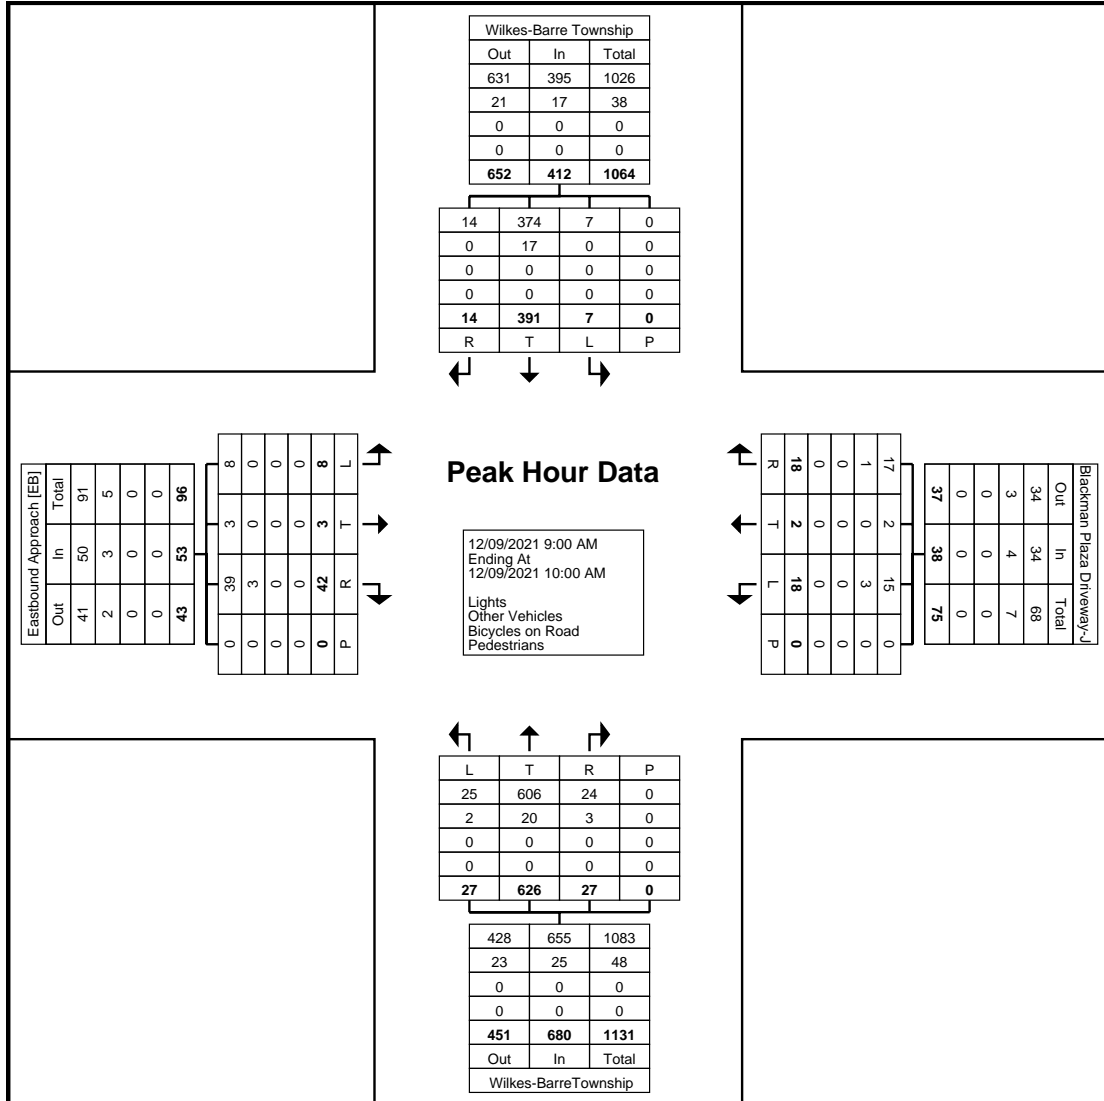 Wilkes-Barre Township
Out In Total
631 395 1026
21 17 38
0 0 0
0 0 0
652 412 1064
14 374 7 0
0 17 0 0
0 0 0 0
0 0 0 0
14 391 7 0
R T L P
Eastbound Approach [EB]
Total In Out
91 50 41
5 3 2
0 0 0
0 0 0
96 53 43
8 3 39 0
0 0 3 0
0 0 0 0
0 0 0 0
8 3 42 0
L T R P
Peak Hour Data
12/09/2021 9:00 AM
Ending At
12/09/2021 10:00 AM
Lights
Other Vehicles
Bicycles on Road
Pedestrians
R T L P
18 2 18 0
0 0 0 0
0 0 0 0
1 0 3 0
17 2 15 0
Blackman Plaza Driveway-J
Out In Total
34 34 68
3 4 7
0 0 0
0 0 0
37 38 75
L T R P
25 606 24 0
2 20 3 0
0 0 0 0
0 0 0 0
27 626 27 0
428 655 1083
23 25 48
0 0 0
0 0 0
451 680 1131
Out In Total
Wilkes-BarreTownship